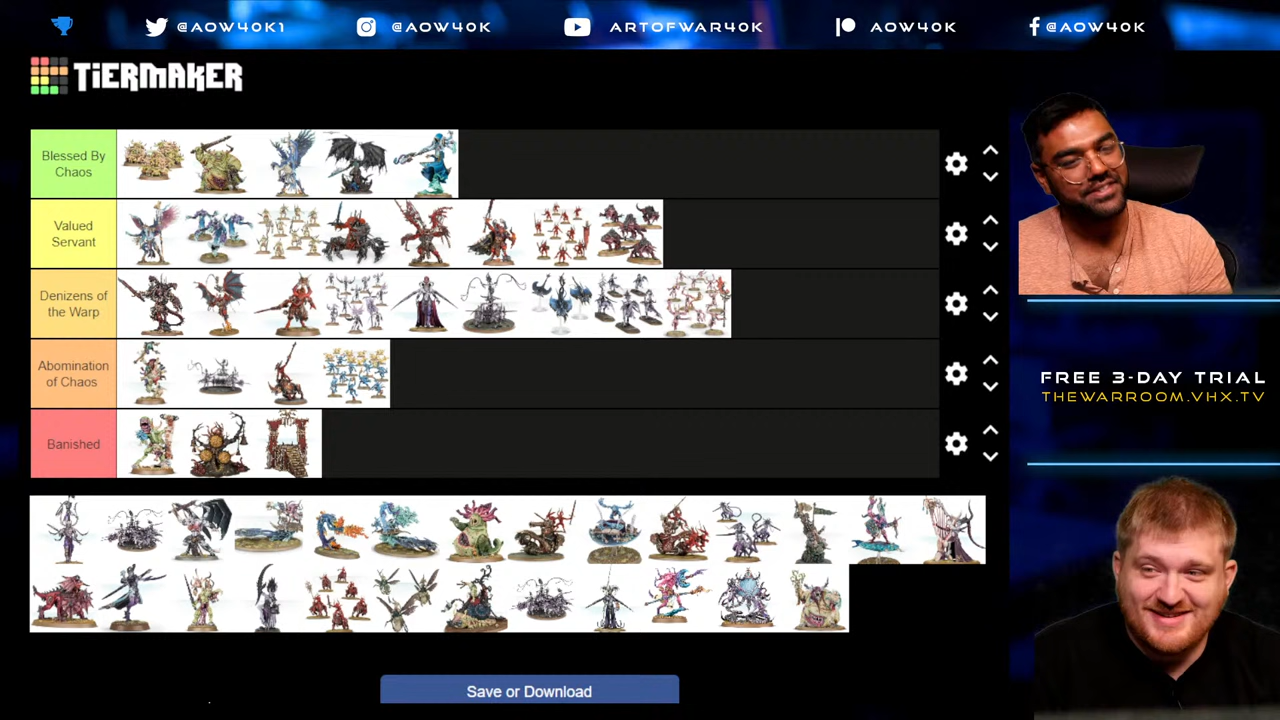 @AOW40K1
@AOW40K
ARTOFWAR40K
AOW40K
@AOW40K
TiERMAKER
Blessed By
Chaos
Valued
Servant
Denizens of
the Warp
Abomination
of Chaos
Banished
FREE 3-DAY TRIAL
THEWARROOM.VHX.TV
Save or Download